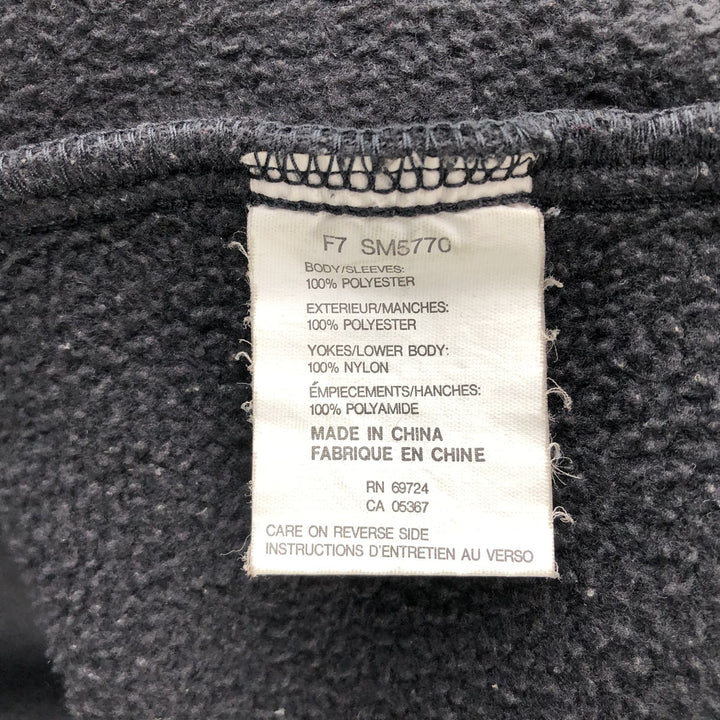 F7 SM5770
BODY/SLEEVES:
100% POLYESTER
EXTERIEUR/MANCHES:
100% POLYESTER
YOKES/LOWER BODY:
100% NYLON
ÉMPIECEMENTS/HANCHES:
100% POLYAMIDE
MADE IN CHINA
FABRIQUE EN CHINE
RN 69724
CA 05367
CARE ON REVERSE SIDE
INSTRUCTIONS D'ENTRETIEN AU VERSO